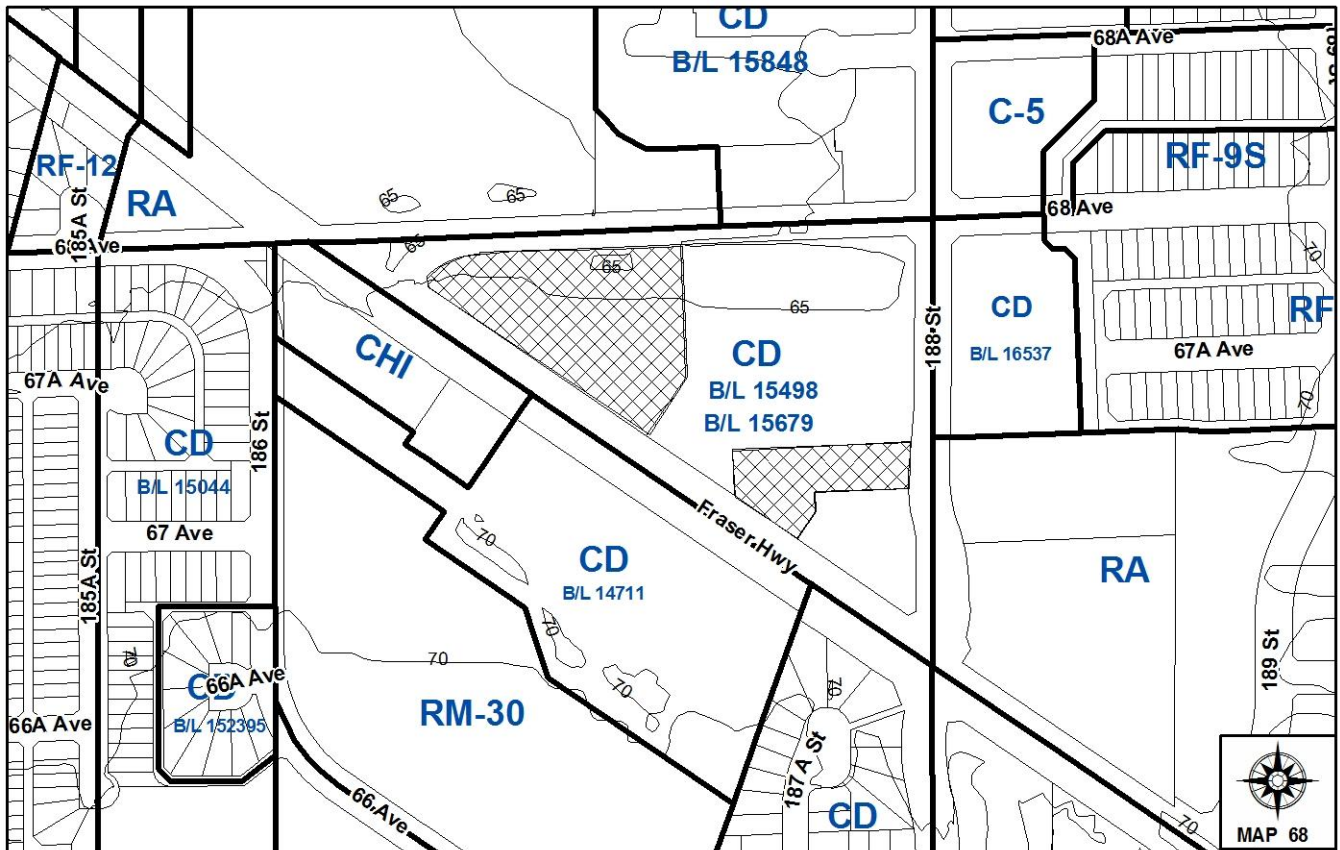 CD
B/L 15848
68A Ave
C-5
RF-12
RA
185A St
RF-9S
65
65
68 Ave
68 Ave
65
65
65
70
CHI
188 St
CD
B/L 16537
RF
67A Ave
CD
B/L 15498
B/L 15679
67A Ave
70
186 St
CD
B/L 15044
67 Ave
Fraser Hwy
70
CD
B/L 14711
RA
185A St
70
70
70
70
70
189 St
CD
66A Ave
B/L 152395
66A Ave
RM-30
187A St
CD
66 Ave
70
MAP 68